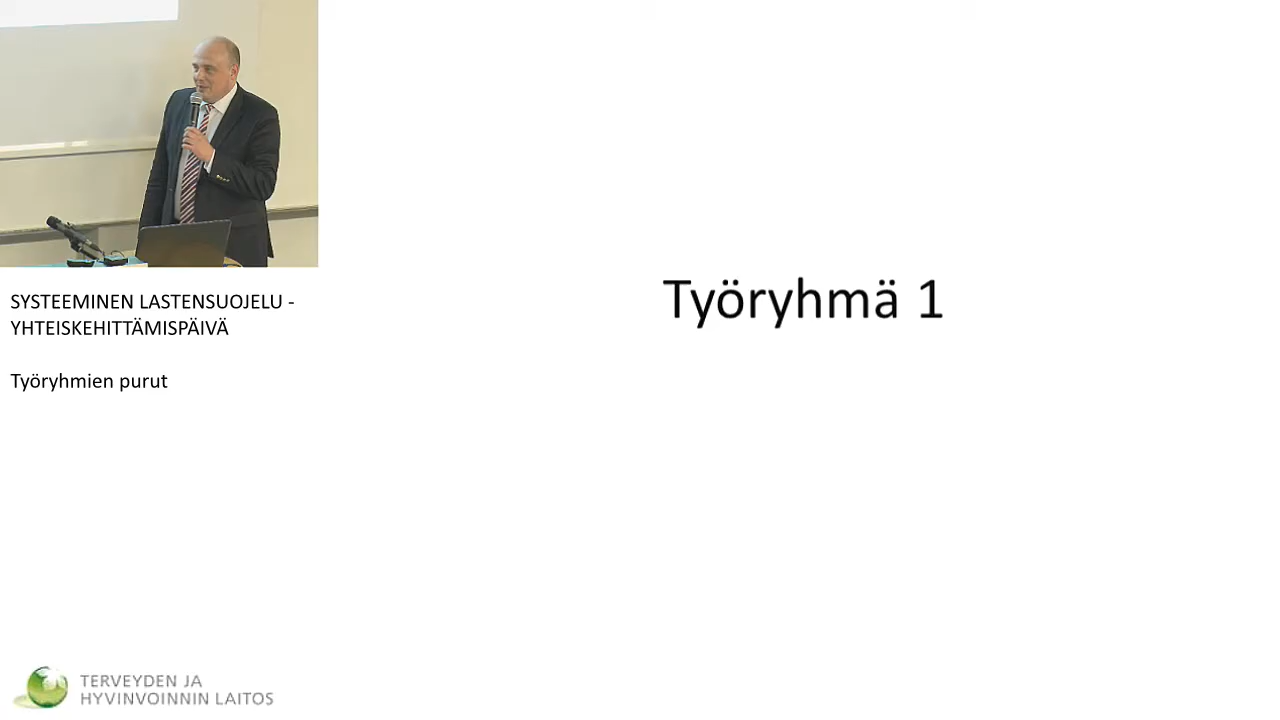 SYSTEEMINEN LASTENSUOJELU -
YHTEISKEHITTÄMISPÄIVÄ
Työryhmien purut
Työryhmä 1
TERVEYDEN JA
HYVINVOINNIN LAITOS